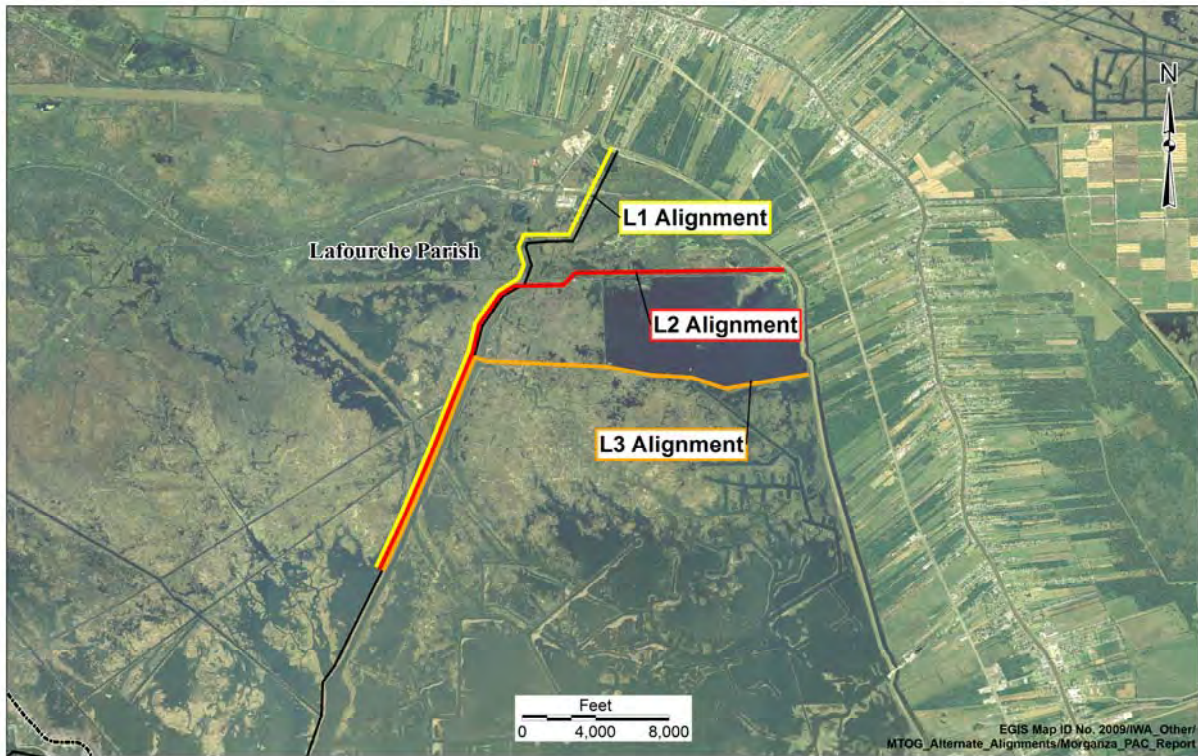 N
L1 Alignment
Lafourche Parish
L2 Alignment
L3 Alignment
Feet
0 4,000 8,000
EGIS Map ID No. 2009/IWA_Other/
MTOG_Alternate_Alignments/Morganza_PAC_Report